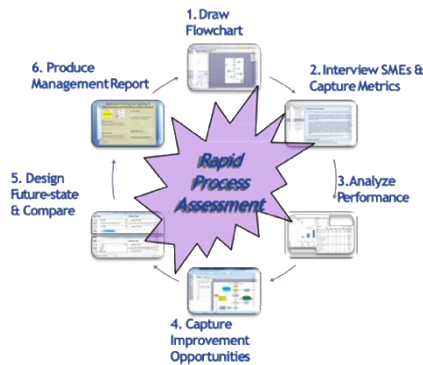 1. Draw
Flowchart
2. Interview SMEs &
Capture Metrics
3.Analyze
Performance
4. Capture
Improvement
Opportunities
5. Design
Future-state
& Compare
6. Produce
Management Report
Rapid
Process
Assessment